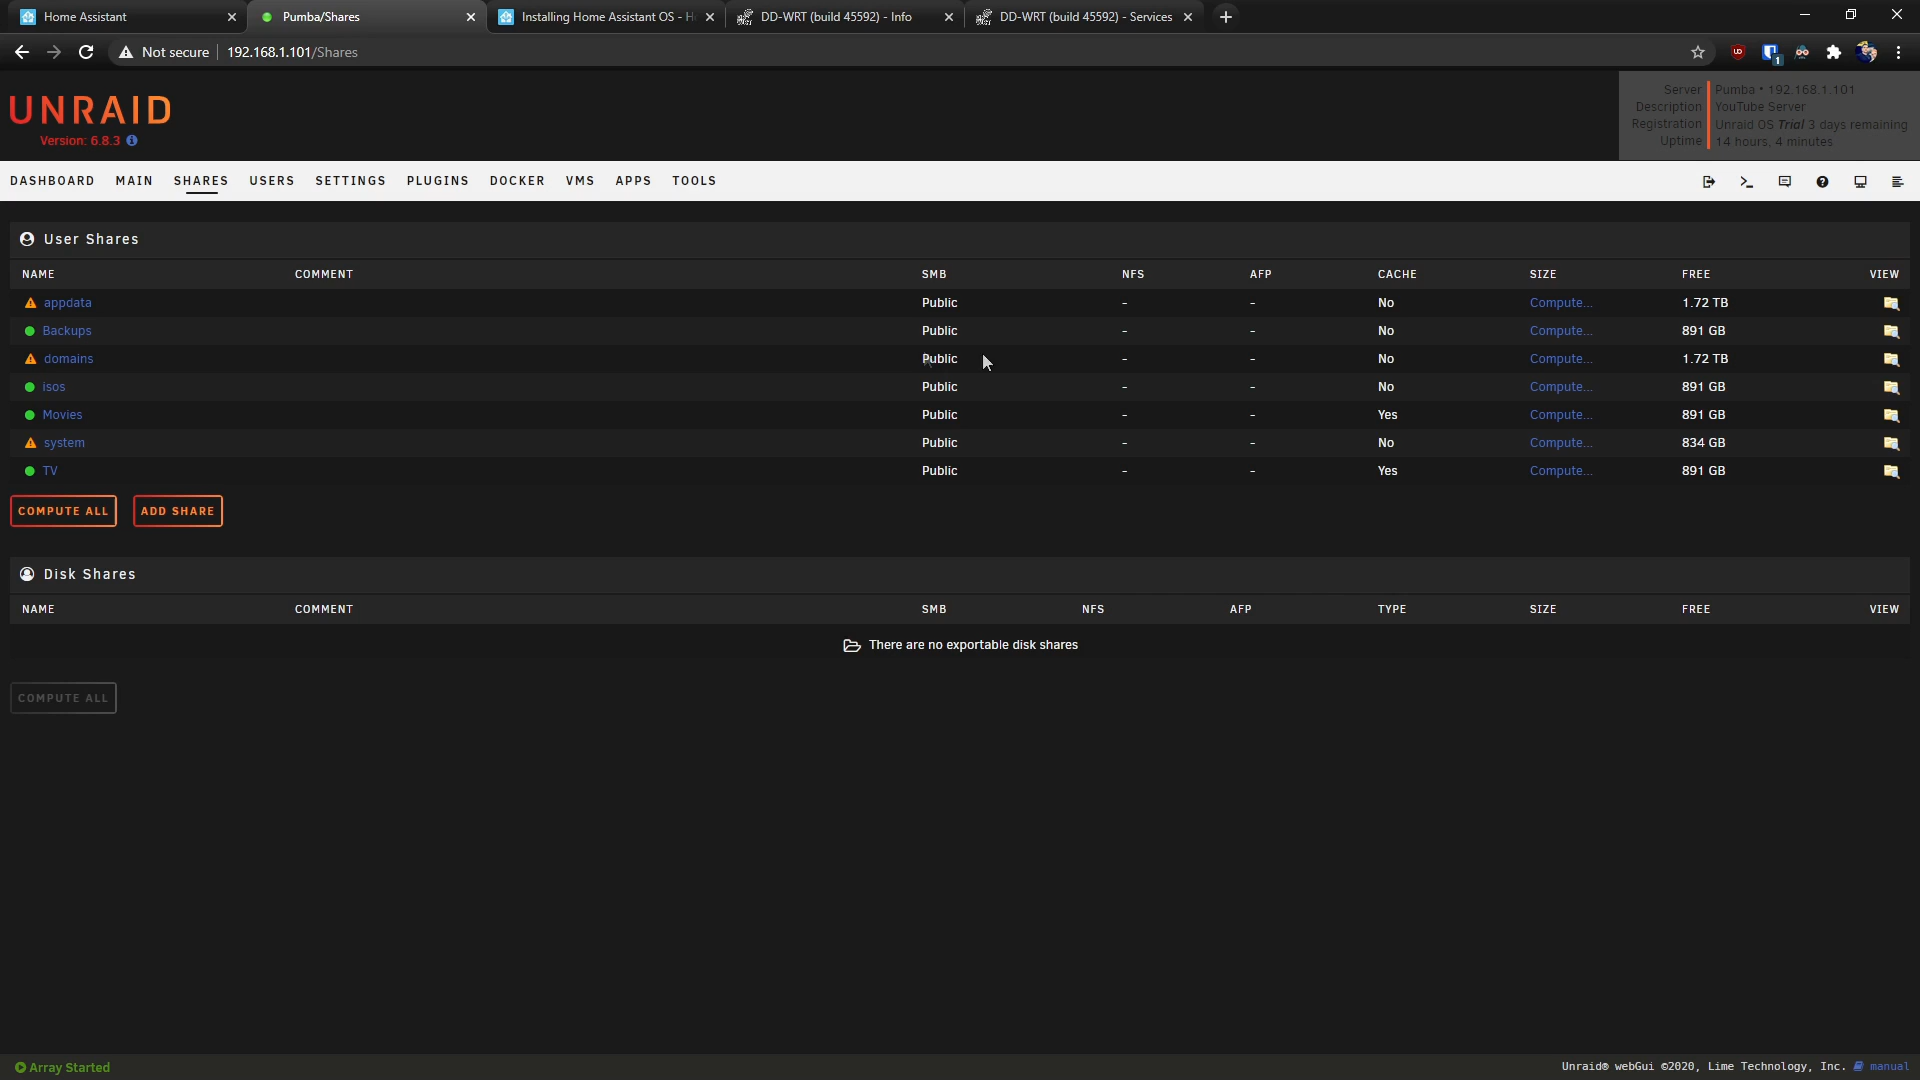 Home Assistant
Pumba/Shares
Installing Home Assistant OS - H
DD-WRT (build 45592) - Info
DD-WRT (build 45592) - Services
Not secure
192.168.1.101/Shares
1
UNRAID
Version: 6.8.3
Server Pumba • 192.168.1.101
Description YouTube Server
Registration Unraid OS Trial 3 days remaining
Uptime 14 hours, 4 minutes
DASHBOARD MAIN SHARES USERS SETTINGS PLUGINS DOCKER VMS APPS TOOLS
User Shares
NAME COMMENT SMB NFS AFP CACHE SIZE FREE VIEW
appdata Public - - No Compute... 1.72 TB
Backups Public - - No Compute... 891 GB
domains Public - - No Compute... 1.72 TB
isos Public - - No Compute... 891 GB
Movies Public - - Yes Compute... 891 GB
system Public - - No Compute... 834 GB
TV Public - - Yes Compute... 891 GB
COMPUTE ALL ADD SHARE
Disk Shares
NAME COMMENT SMB NFS AFP TYPE SIZE FREE VIEW
There are no exportable disk shares
COMPUTE ALL
Array Started
Unraid® webGui ©2020, Lime Technology, Inc. manual